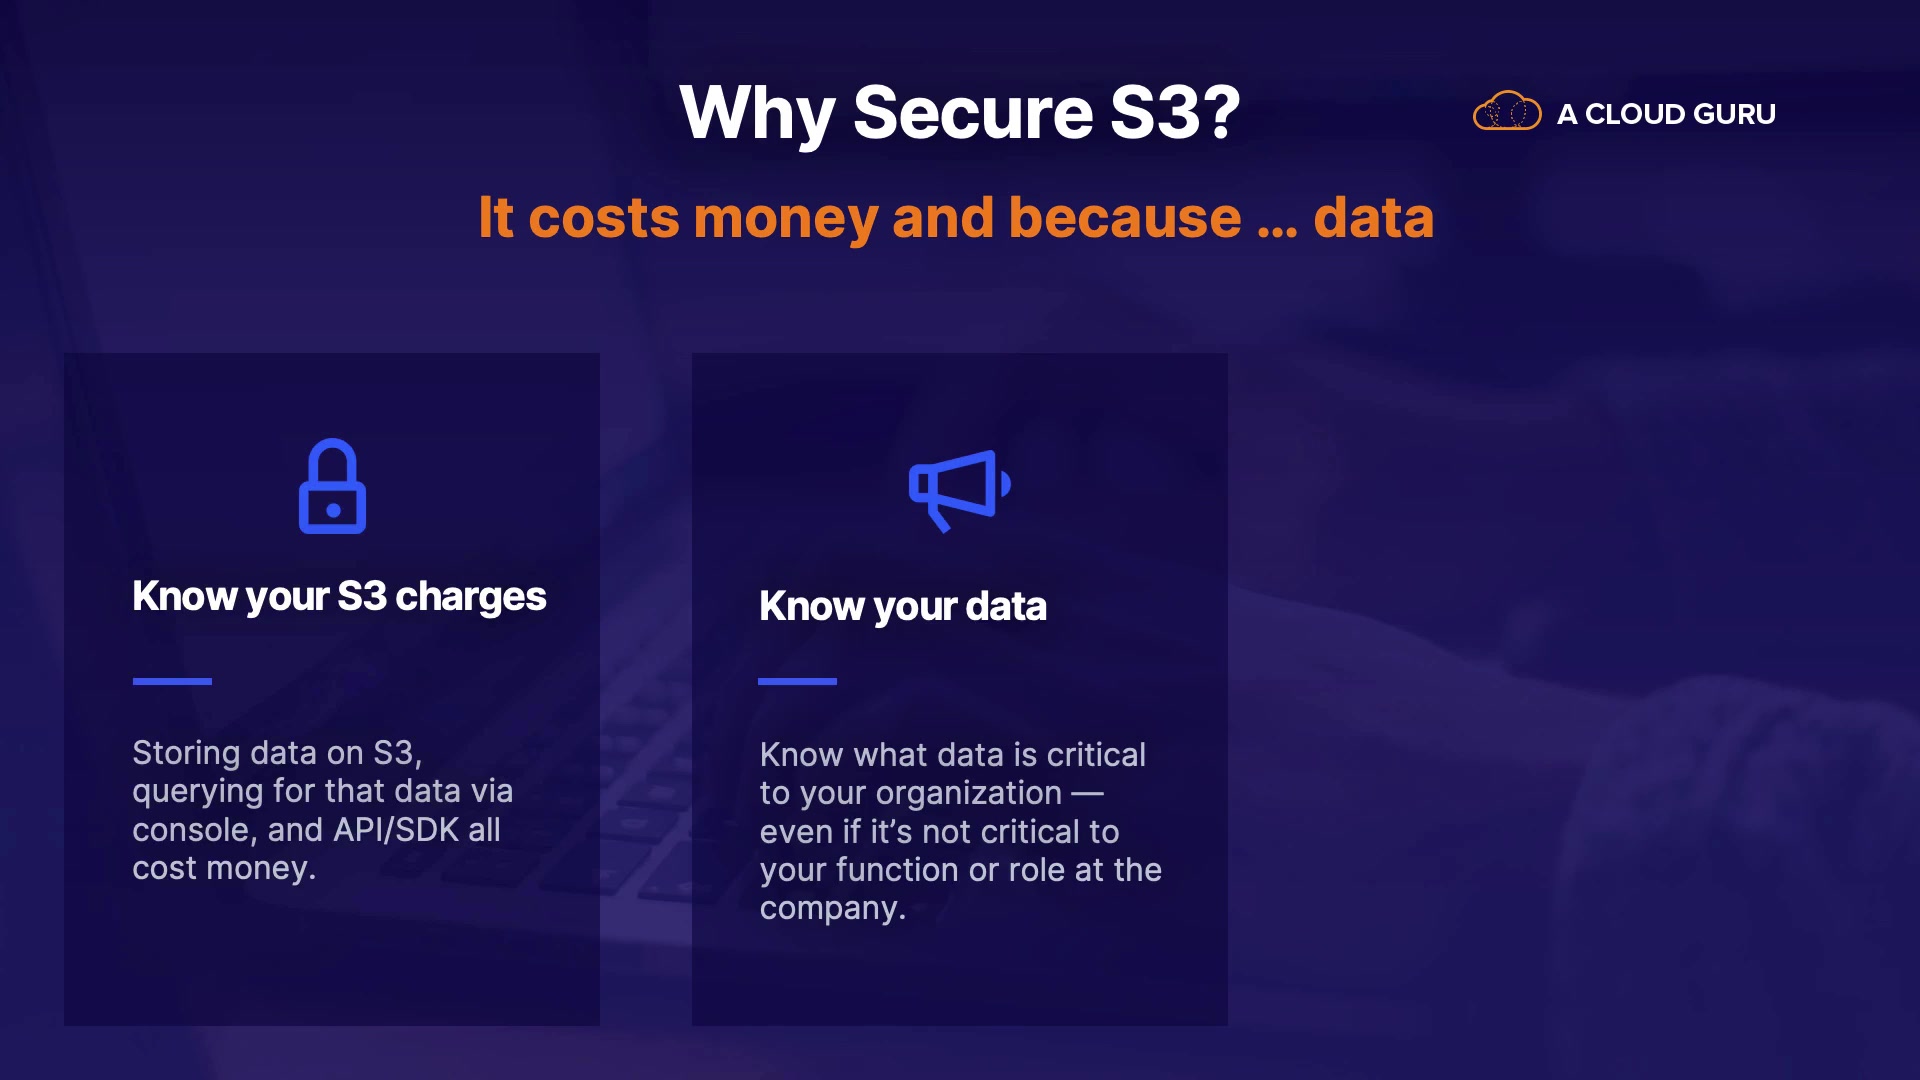 Why Secure S3?
A CLOUD GURU
It costs money and because ... data
Know your S3 charges
Storing data on S3,
querying for that data via
console, and API/SDK all
cost money.
Know your data
Know what data is critical
to your organization —
even if it’s not critical to
your function or role at the
company.